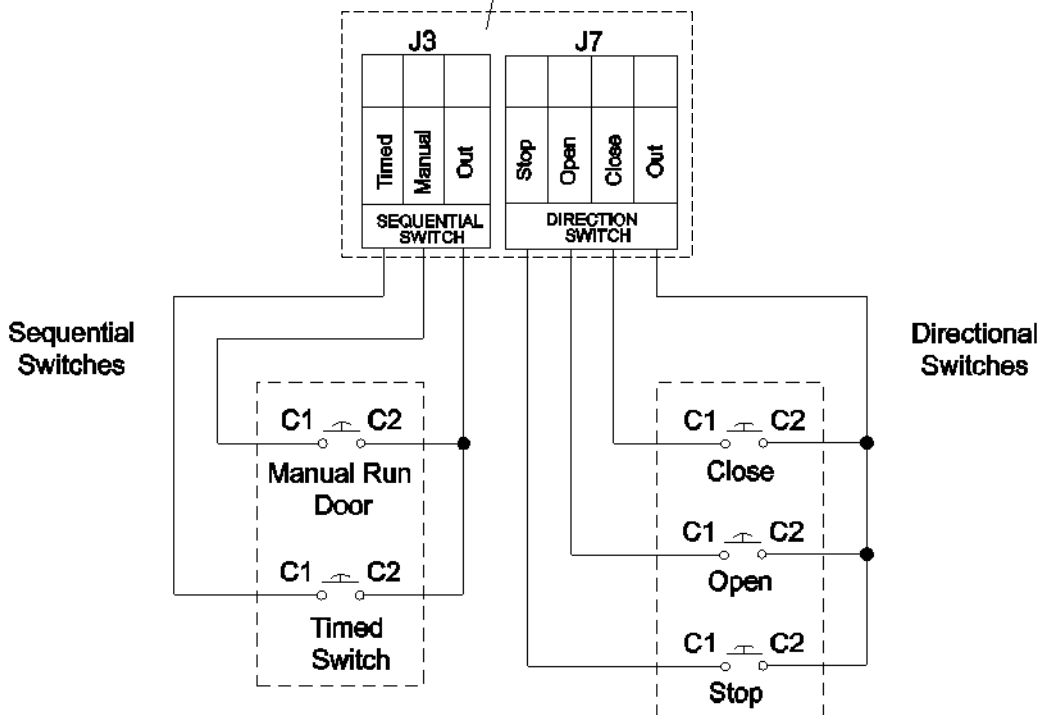 J3
J7
Timed
Manual
Out
Stop
Open
Close
Out
SEQUENTIAL
SWITCH
DIRECTION
SWITCH
Sequential
Switches
Directional
Switches
C1 C2
Manual Run
Door
C1 C2
Timed
Switch
C1 C2
Close
C1 C2
Open
C1 C2
Stop